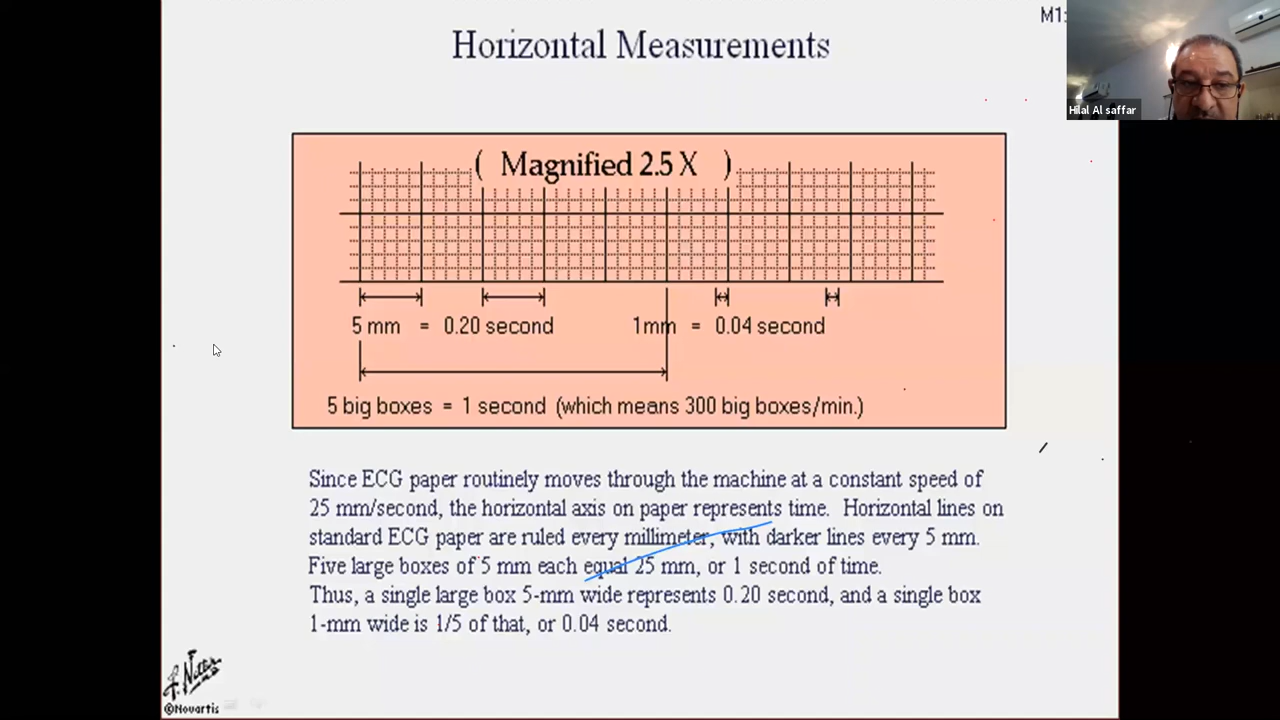 Horizontal Measurements
M1:
Hilal Al saffar
( Magnified 2.5 X )
5 mm = 0.20 second 1mm = 0.04 second
5 big boxes = 1 second (which means 300 big boxes/min.)
Since ECG paper routinely moves through the machine at a constant speed of
25 mm/second, the horizontal axis on paper represents time. Horizontal lines on
standard ECG paper are ruled every millimeter, with darker lines every 5 mm.
Five large boxes of 5 mm each equal 25 mm, or 1 second of time.
Thus, a single large box 5-mm wide represents 0.20 second, and a single box
1-mm wide is 1/5 of that, or 0.04 second.
@Novartis